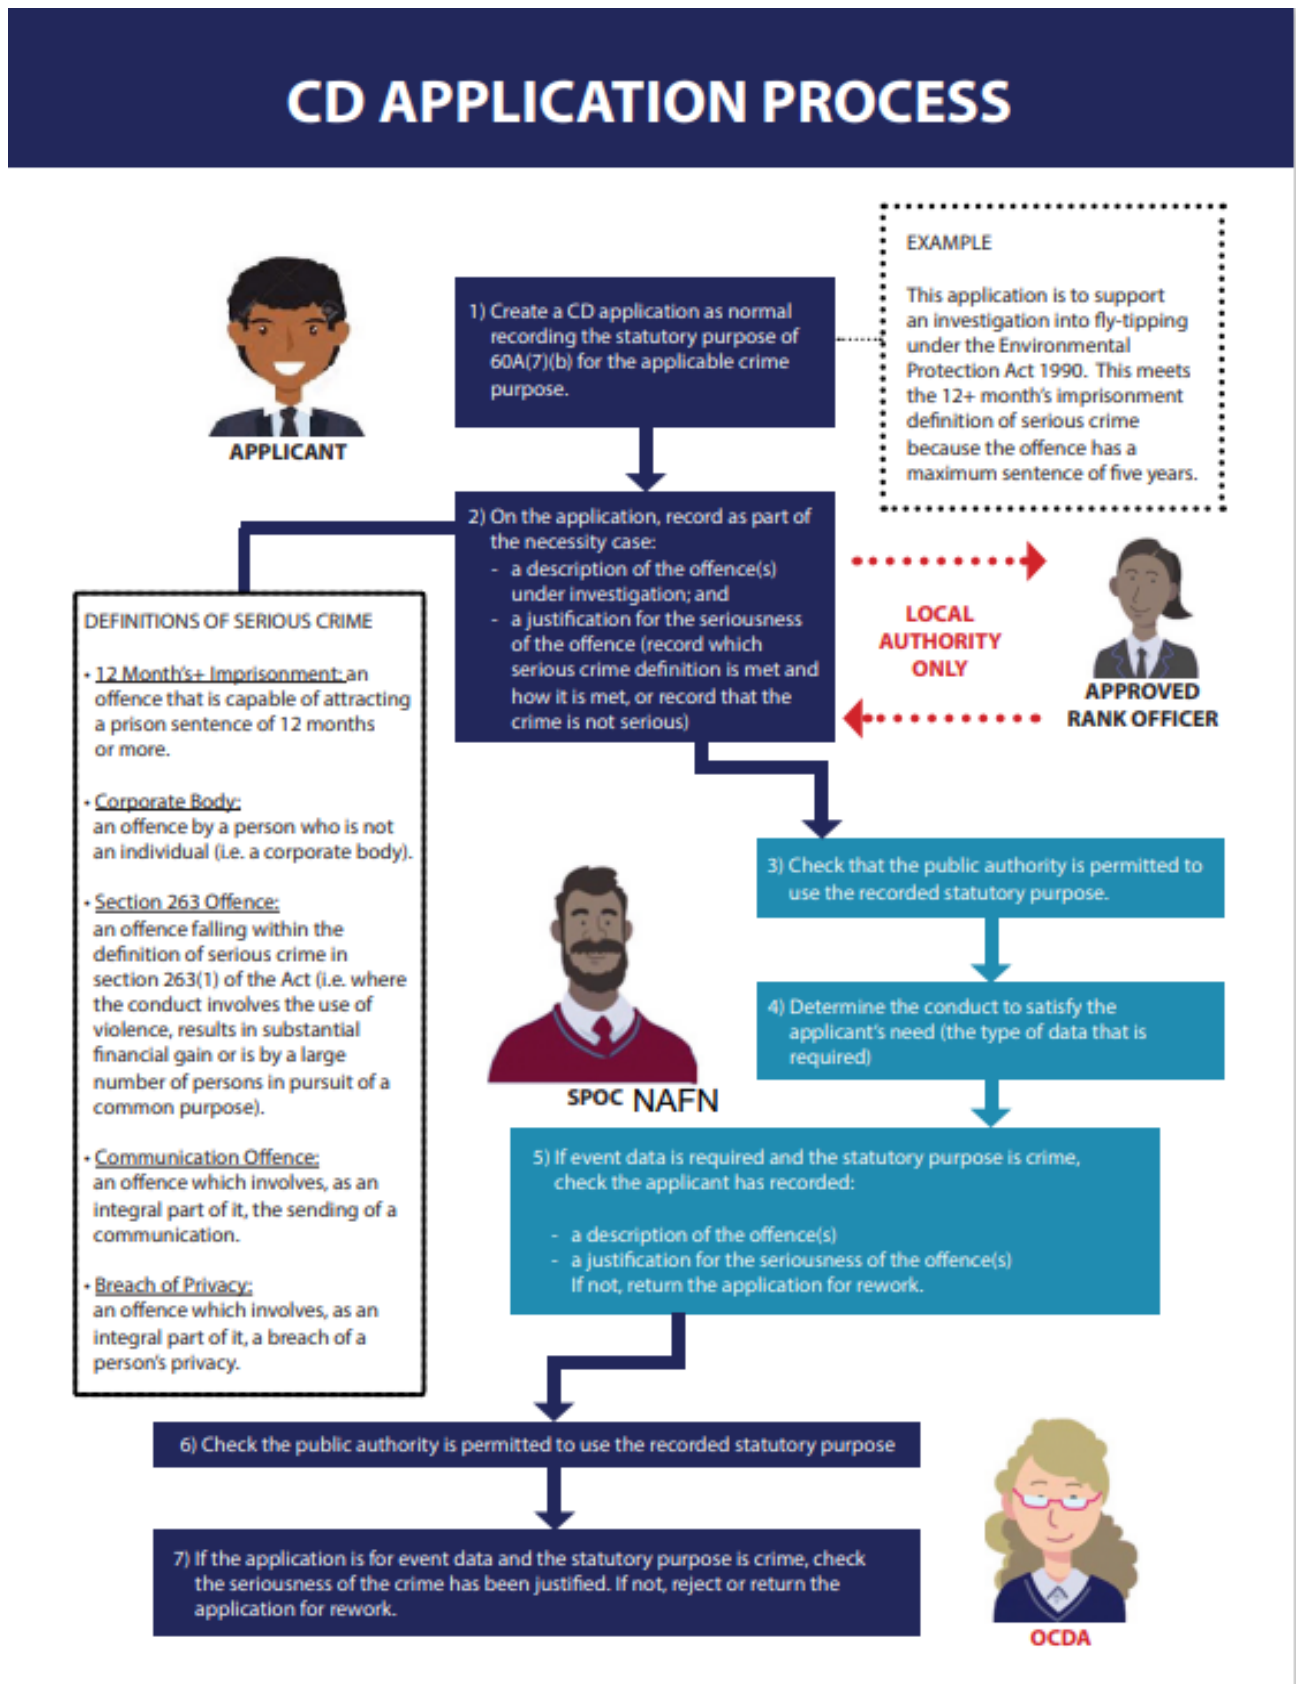 CD APPLICATION PROCESS
EXAMPLE
This application is to support
an investigation into fly-tipping
under the Environmental
Protection Act 1990. This meets
the 12+ month's imprisonment
definition of serious crime
because the offence has a
maximum sentence of five years.
APPLICANT
1) Create a CD application as normal
recording the statutory purpose of
60A(7)(b) for the applicable crime
purpose.
2) On the application, record as part of
the necessity case:
- a description of the offence(s)
under investigation; and
- a justification for the seriousness
of the offence (record which
serious crime definition is met and
how it is met, or record that the
crime is not serious)
LOCAL
AUTHORITY
ONLY
APPROVED
RANK OFFICER
DEFINITIONS OF SERIOUS CRIME
• 12 Month's+ Imprisonment: an
offence that is capable of attracting
a prison sentence of 12 months
or more.
• Corporate Body:
an offence by a person who is not
an individual (i.e. a corporate body).
• Section 263 Offence:
an offence falling within the
definition of serious crime in
section 263(1) of the Act (i.e. where
the conduct involves the use of
violence, results in substantial
financial gain or is by a large
number of persons in pursuit of a
common purpose).
• Communication Offence:
an offence which involves, as an
integral part of it, the sending of a
communication.
• Breach of Privacy:
an offence which involves, as an
integral part of it, a breach of a
person's privacy.
3) Check that the public authority is permitted to
use the recorded statutory purpose.
4) Determine the conduct to satisfy the
applicant's need (the type of data that is
required)
SPOC NAFN
5) If event data is required and the statutory purpose is crime,
check the applicant has recorded:
- a description of the offence(s)
- a justification for the seriousness of the offence(s)
If not, return the application for rework.
6) Check the public authority is permitted to use the recorded statutory purpose
7) If the application is for event data and the statutory purpose is crime, check
the seriousness of the crime has been justified. If not, reject or return the
application for rework.
OCDA